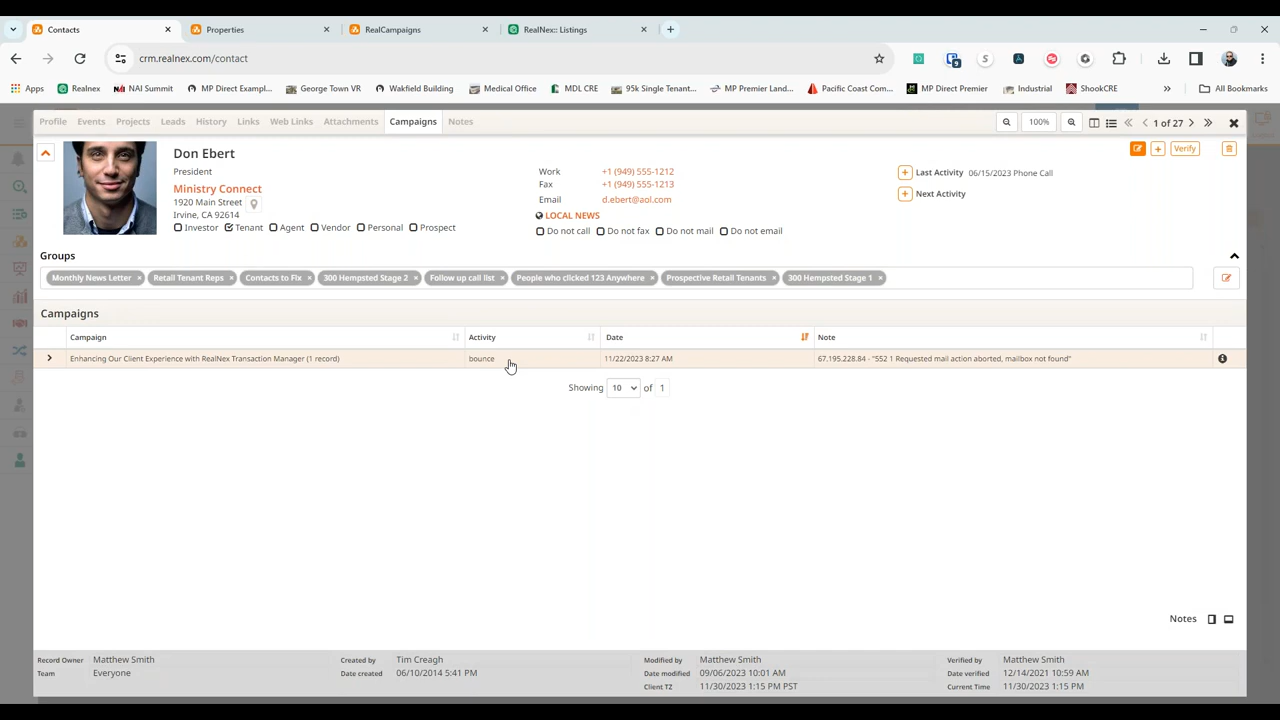 Contacts Properties RealCampaigns RealNex:: Listings
crm.realnex.com/contact
Apps Realnex NAI Summit MP Direct Exampl... George Town VR Wakfield Building Medical Office MDL CRE 95k Single Tenant... MP Premier Land... Pacific Coast Com... MP Direct Premier Industrial ShookCRE » All Bookmarks
Profile Events Projects Leads History Links Web Links Attachments Campaigns Notes 100% 1 of 27
Don Ebert
President
Ministry Connect
1920 Main Street
Irvine, CA 92614
Investor Tenant Agent Vendor Personal Prospect
Work +1 (949) 555-1212
Fax +1 (949) 555-1213
Email d.ebert@aol.com
LOCAL NEWS
Do not call Do not fax Do not mail Do not email
Verify
Last Activity 06/15/2023 Phone Call
Next Activity
Groups
Monthly News Letter × Retail Tenant Reps × Contacts to Fix × 300 Hempsted Stage 2 × Follow up call list × People who clicked 123 Anywhere × Prospective Retail Tenants × 300 Hempsted Stage 1 ×
Campaigns
Campaign Activity Date Note
Enhancing Our Client Experience with RealNex Transaction Manager (1 record) bounce 11/22/2023 8:27 AM 67.195.228.84 - "552 1 Requested mail action aborted, mailbox not found"
Showing 10 of 1
Notes
Record Owner Matthew Smith Created by Tim Creagh Modified by Matthew Smith Verified by Matthew Smith
Team Everyone Date created 06/10/2014 5:41 PM Date modified 09/06/2023 10:01 AM Date verified 12/14/2021 10:59 AM
Client TZ 11/30/2023 1:15 PM PST Current Time 11/30/2023 1:15 PM